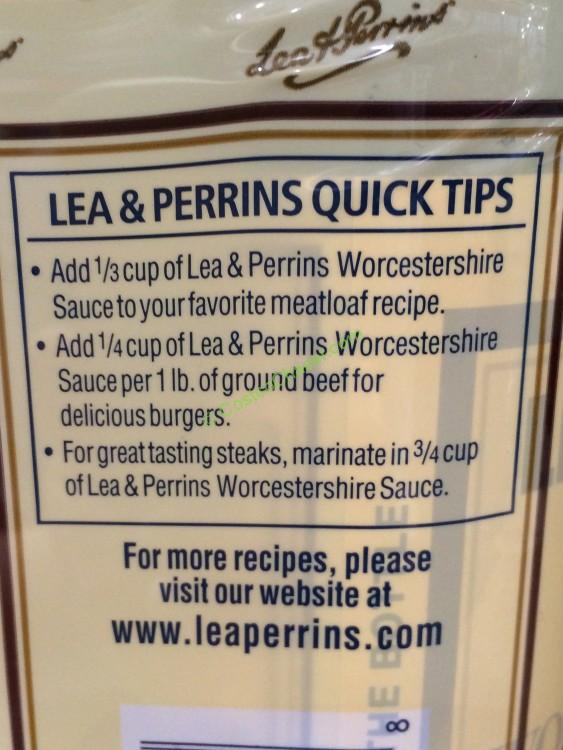 Lea & Perrins
LEA & PERRINS QUICK TIPS
• Add 1/3 cup of Lea & Perrins Worcestershire
Sauce to your favorite meatloaf recipe.
• Add 1/4 cup of Lea & Perrins Worcestershire
Sauce per 1 lb. of ground beef for
delicious burgers.
• For great tasting steaks, marinate in 3/4 cup
of Lea & Perrins Worcestershire Sauce.
For more recipes, please
visit our website at
www.leaperrins.com
THE BOTTLE
8